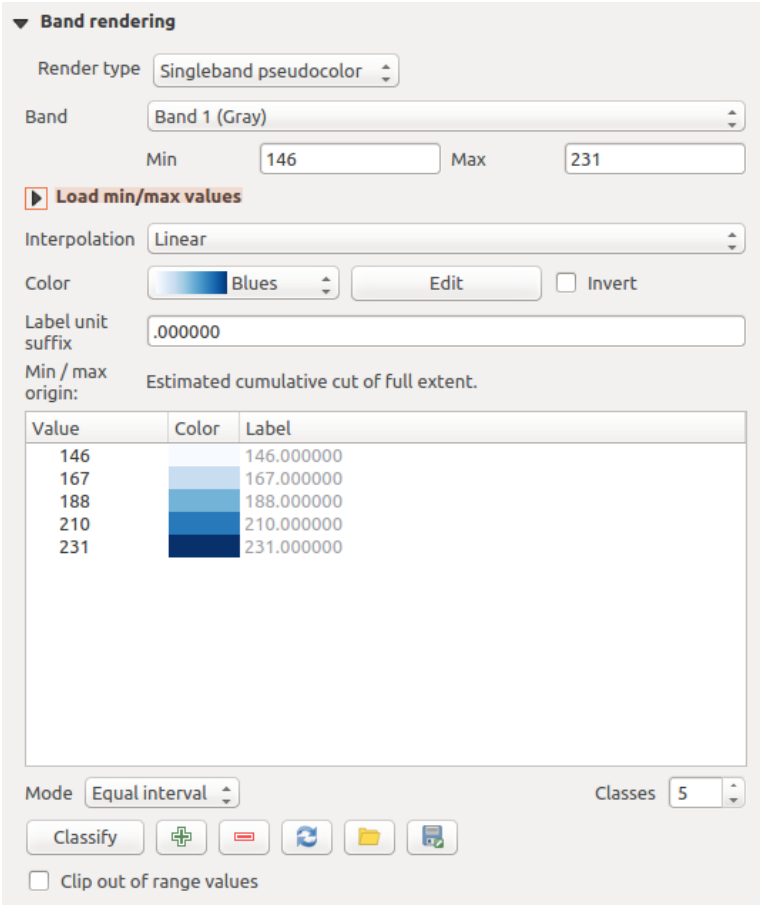 Band rendering
Render type Singleband pseudocolor
Band Band 1 (Gray)
Min 146 Max 231
Load min/max values
Interpolation Linear
Color Blues Edit Invert
Label unit
suffix .000000
Min / max
origin: Estimated cumulative cut of full extent.
Value Color Label
146 146.000000
167 167.000000
188 188.000000
210 210.000000
231 231.000000
Mode Equal interval Classes 5
Classify
Clip out of range values